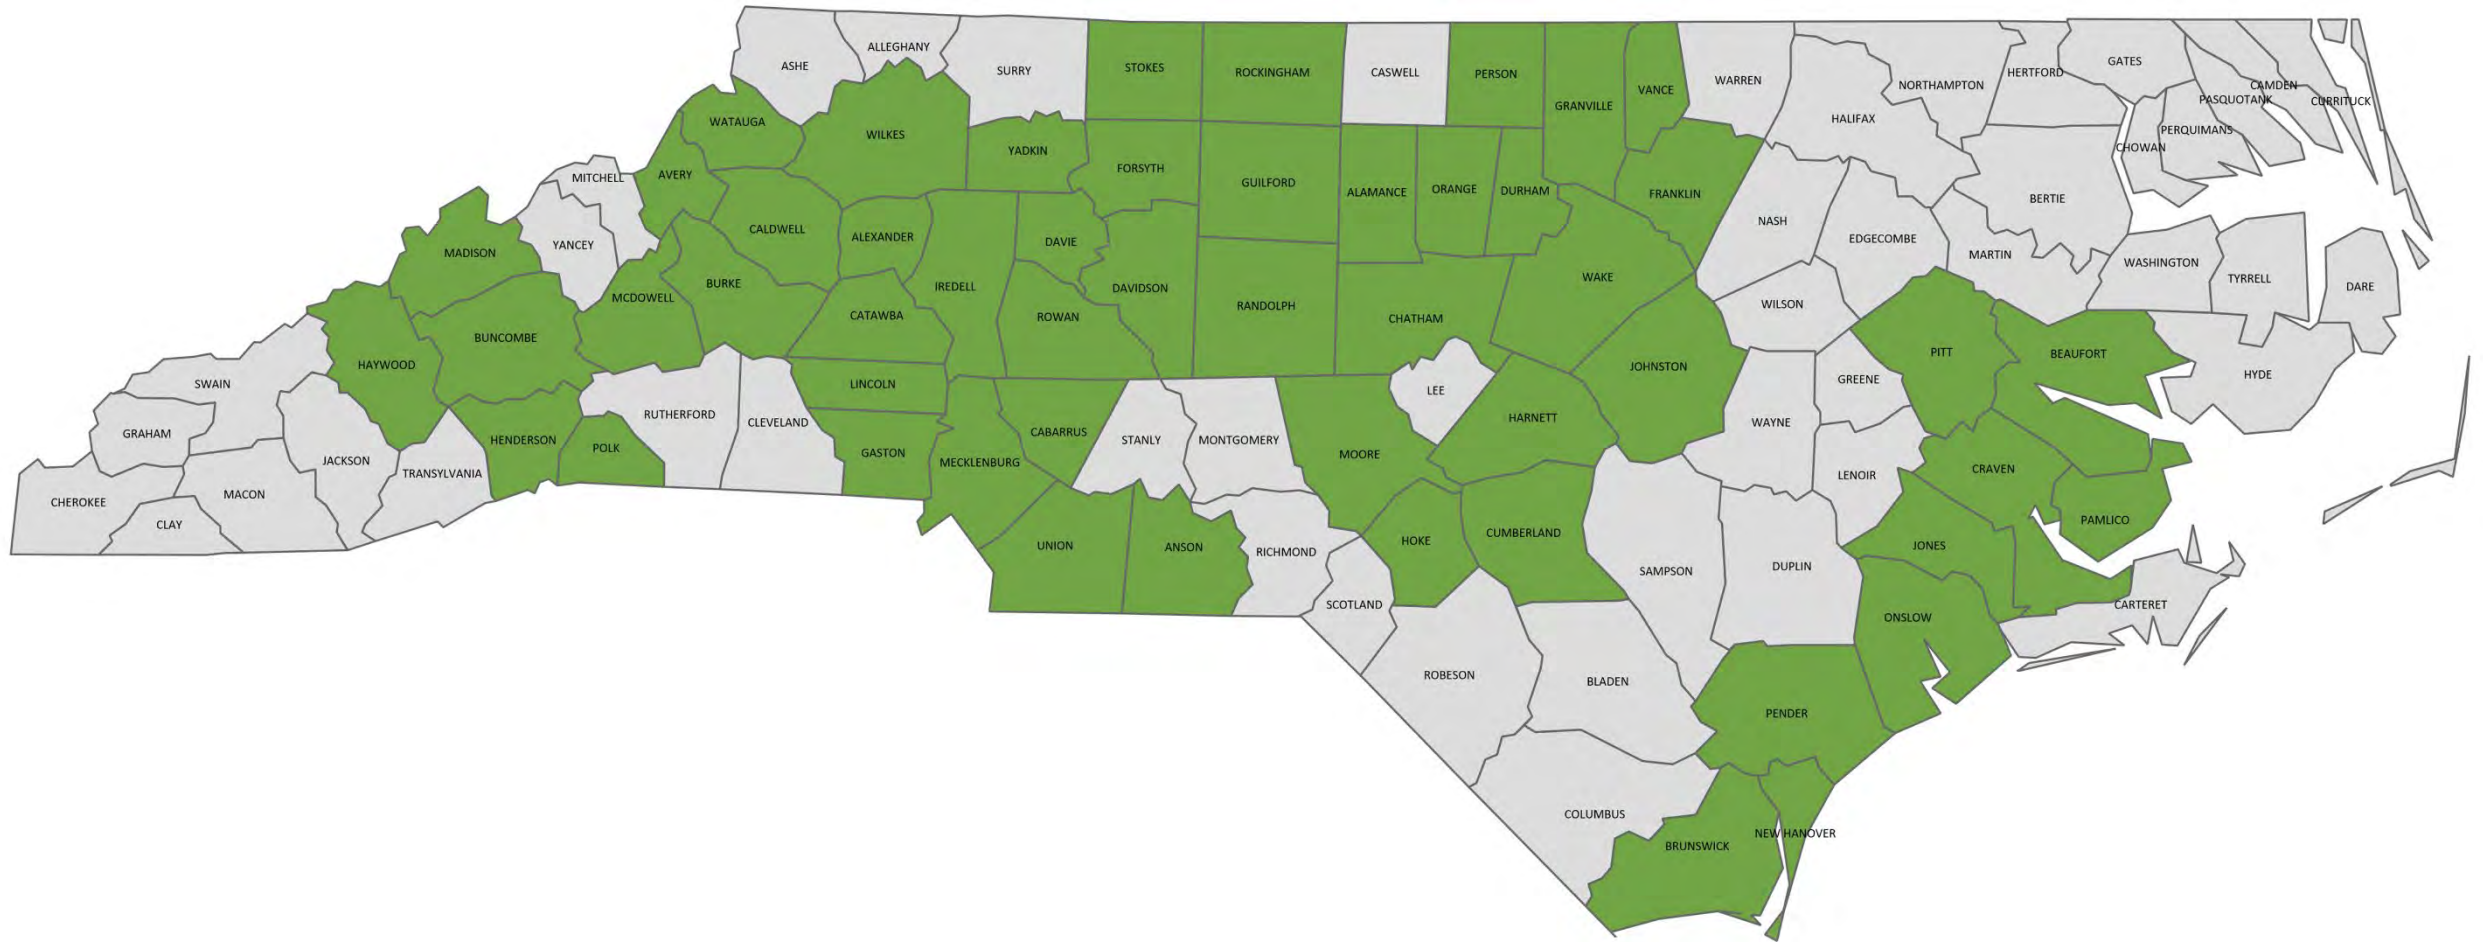 ALLEGHANY
ASHE
SURRY
STOKES
ROCKINGHAM
CASWELL
PERSON
GRANVILLE
VANCE
WARREN
NORTHAMPTON
HERTFORD
GATES
CAMDEN
PASQUOTANK
CURRITUCK
HALIFAX
PERQUIMANS
CHOWAN
WATAUGA
WILKES
YADKIN
FORSYTH
GUILFORD
ALAMANCE
ORANGE
DURHAM
FRANKLIN
NASH
EDGECOMBE
BERTIE
MITCHELL
AVERY
MADISON
YANCEY
CALDWELL
ALEXANDER
DAVIE
MARTIN
WASHINGTON
TYRRELL
DARE
MCDOWELL
BURKE
IREDELL
DAVIDSON
RANDOLPH
WAKE
WILSON
HAYWOOD
BUNCOMBE
CATAWBA
ROWAN
CHATHAM
PITT
BEAUFORT
SWAIN
LINCOLN
LEE
JOHNSTON
GREENE
HYDE
GRAHAM
HENDERSON
POLK
RUTHERFORD
CLEVELAND
GASTON
CABARRUS
STANLY
MONTGOMERY
MOORE
HARNETT
WAYNE
JACKSON
TRANSYLVANIA
MECKLENBURG
LENOIR
CRAVEN
CHEROKEE
MACON
CLAY
UNION
ANSON
RICHMOND
HOKE
CUMBERLAND
SAMPSON
DUPLIN
JONES
PAMLICO
SCOTLAND
ONSLOW
CARTERET
ROBESON
BLADEN
PENDER
COLUMBUS
BRUNSWICK
NEW HANOVER